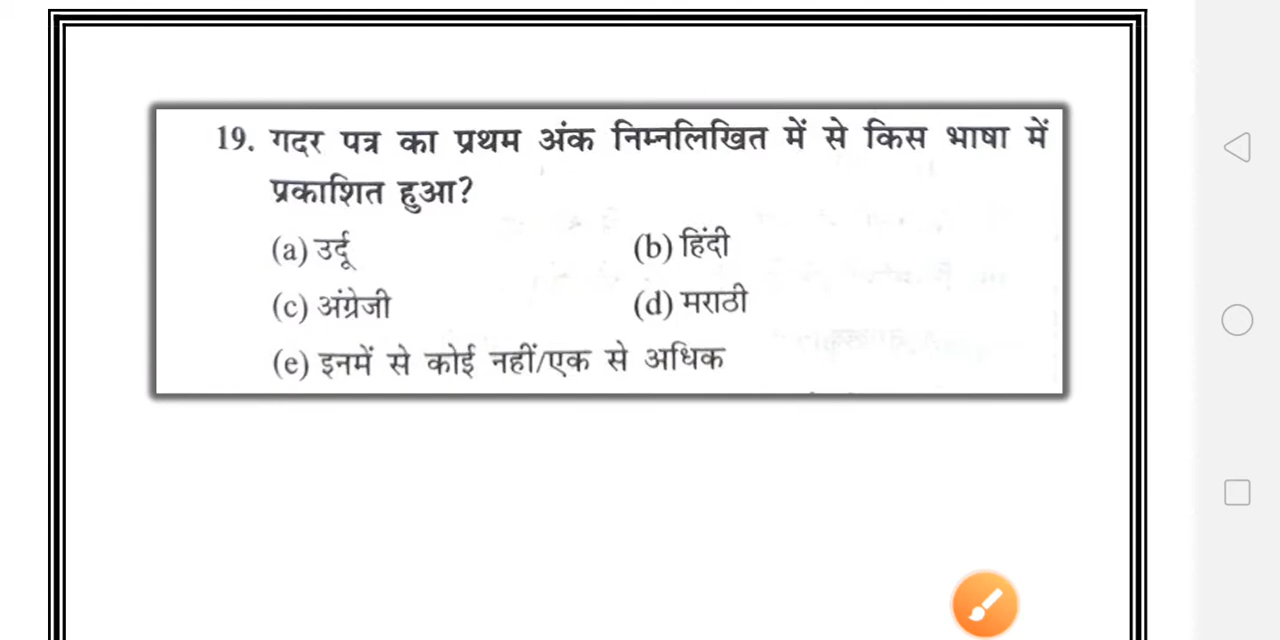 19. गदर पत्र का प्रथम अंक निम्नलिखित में से किस भाषा में
प्रकाशित हुआ?
(a) उर्दू (b) हिंदी
(c) अंग्रेजी (d) मराठी
(e) इनमें से कोई नहीं/एक से अधिक